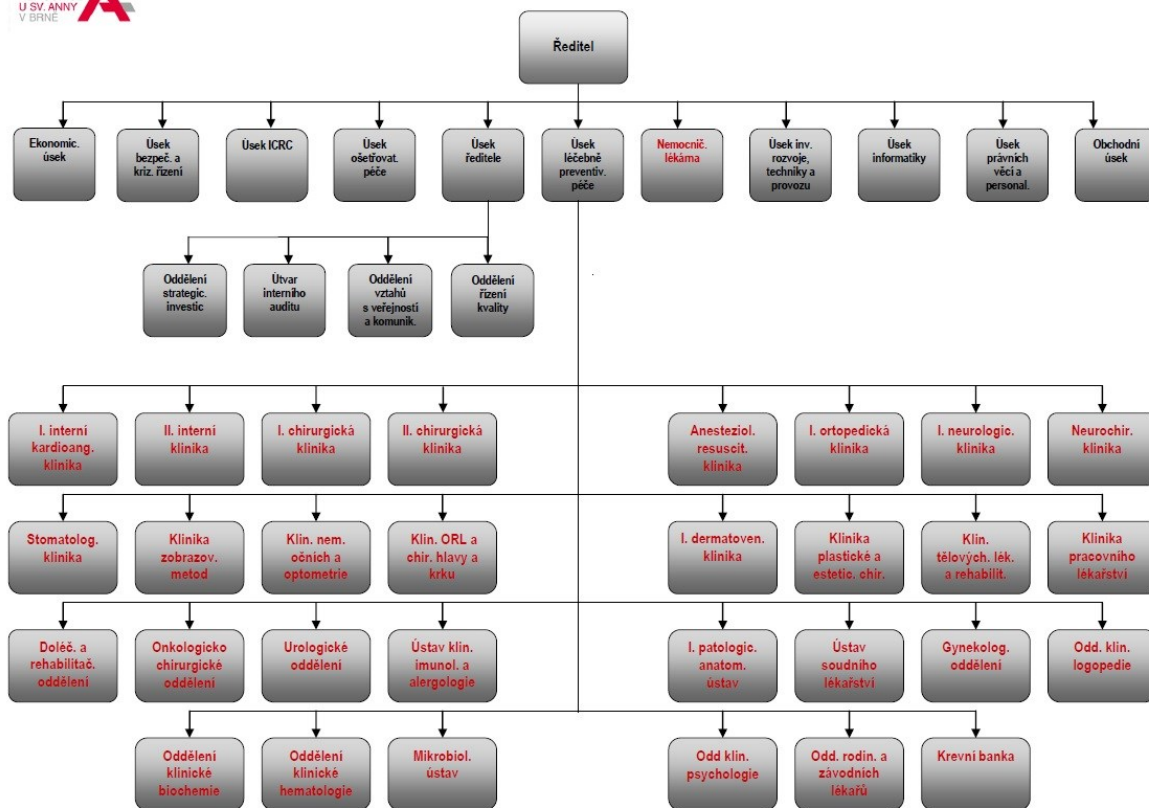 U SV. ANNY
V BRNĚ
Ředitel
Ekonomic.
úsek
Úsek
bezpeč. a
kriz. řízení
Úsek ICRC
Úsek
ošetřovat.
péče
Úsek
ředitele
Úsek
léčebně
preventiv.
péče
Nemocnič.
lékárna
Úsek inv.
rozvoje,
techniky a
provozu
Úsek
informatiky
Úsek
právních
věcí a
personal.
Obchodní
úsek
Oddělení
strategic.
investic
Útvar
interního
auditu
Oddělení
vztahů
s veřejností
a komunik.
Oddělení
řízení
kvality
I. interní
kardioang.
klinika
II. interní
klinika
I. chirurgická
klinika
II. chirurgická
klinika
Anesteziol.
resuscit.
klinika
I. ortopedická
klinika
I. neurologic.
klinika
Neurochir.
klinika
Stomatolog.
klinika
Klinika
zobrazov.
metod
Klin. nem.
očních a
optometrie
Klin. ORL a
chir. hlavy a
krku
I. dermatoven.
klinika
Klinika
plastické a
estetic. chir.
Klin.
tělových. lék.
a rehabilit.
Klinika
pracovního
lékařství
Doléč. a
rehabilitač.
oddělení
Onkologicko
chirurgické
oddělení
Urologické
oddělení
Ústav klin.
imunol. a
alergologie
I. patologic.
anatom.
ústav
Ústav
soudního
lékařství
Gynekolog.
oddělení
Odd. klin.
logopedie
Oddělení
klinické
biochemie
Oddělení
klinické
hematologie
Mikrobiol.
ústav
Odd klin.
psychologie
Odd. rodin. a
závodních
lékařů
Krevní banka